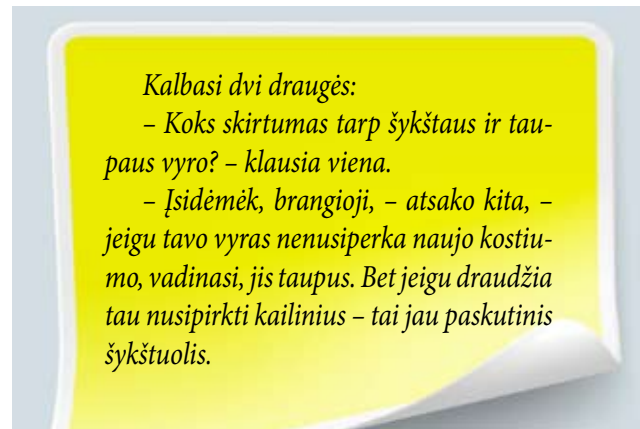 Kalbasi dvi draugės:
– Koks skirtumas tarp šykštaus ir tau-
paus vyro? – klausia viena.
– Įsidėmėk, brangioji, – atsako kita, –
jeigu tavo vyras nenusiperka naujo kostiu-
mo, vadinasi, jis taupus. Bet jeigu draudžia
tau nusipirkti kailinius – tai jau paskutinis
šykštuolis.